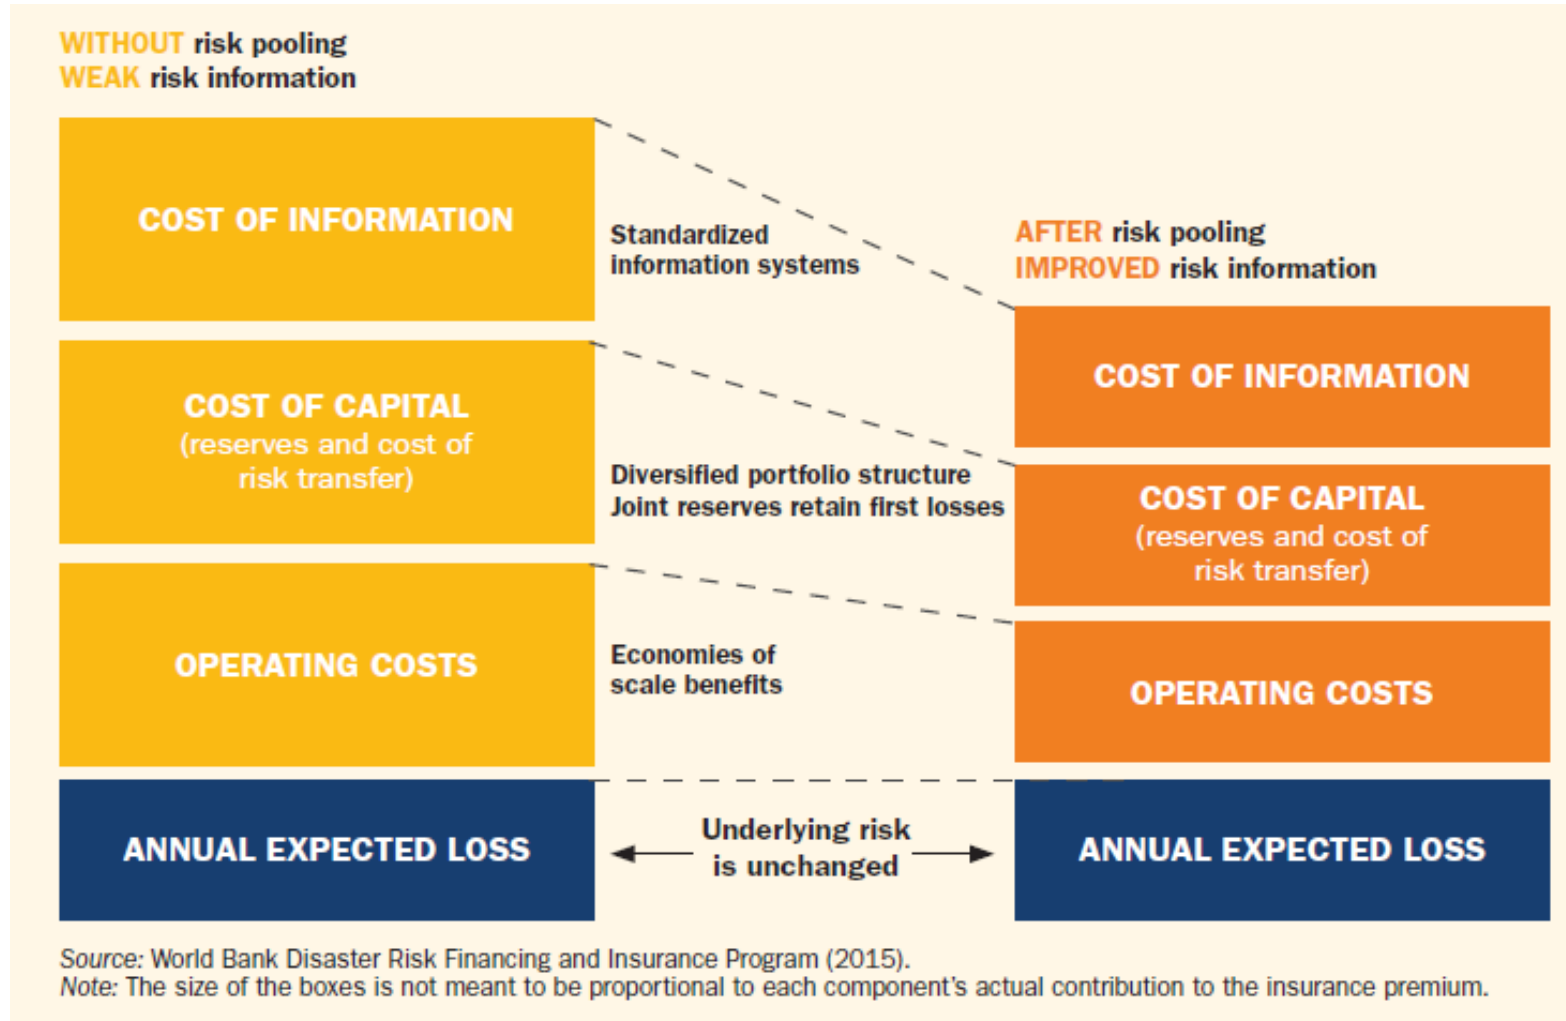 WITHOUT risk pooling
WEAK risk information
COST OF INFORMATION
COST OF CAPITAL
(reserves and cost of
risk transfer)
OPERATING COSTS
ANNUAL EXPECTED LOSS
Standardized
information systems
Diversified portfolio structure
Joint reserves retain first losses
Economies of
scale benefits
Underlying risk
is unchanged
AFTER risk pooling
IMPROVED risk information
COST OF INFORMATION
COST OF CAPITAL
(reserves and cost of
risk transfer)
OPERATING COSTS
ANNUAL EXPECTED LOSS
Source: World Bank Disaster Risk Financing and Insurance Program (2015).
Note: The size of the boxes is not meant to be proportional to each component's actual contribution to the insurance premium.